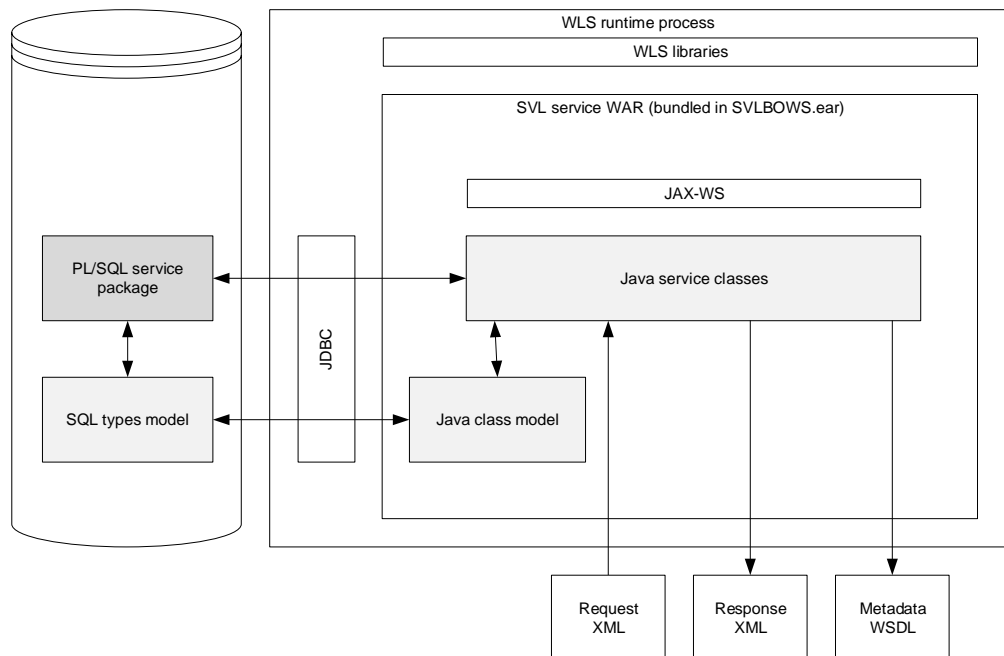 WLS runtime process
WLS libraries
SVL service WAR (bundled in SVLBOWS.ear)
JAX-WS
PL/SQL service
package
Java service classes
JDBC
SQL types model
Java class model
Request
XML
Response
XML
Metadata
WSDL